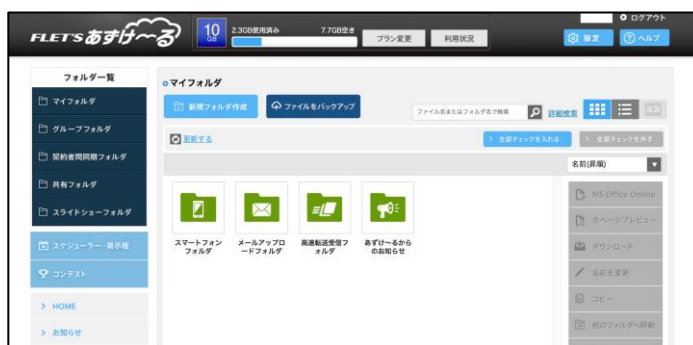 FLET'S あずけ〜る
10
GB
2.3GB使用済み
7.7GB空き
プラン変更
利用状況
ログアウト
設定
ヘルプ
フォルダ一覧
マイフォルダ
グループフォルダ
契約者間同期フォルダ
共有フォルダ
スライドショーフォルダ
スケジューラー・掲示板
コンテスト
> HOME
> お知らせ
マイフォルダ
新規フォルダ作成
ファイルをバックアップ
ファイル名またはフォルダ名で検索
詳細検索
更新する
> 全部チェックを入れる
> 全部チェックを外す
名前(昇順)
スマートフォン
フォルダ
メールアップロ
ードフォルダ
高速転送受信フ
ォルダ
あずけ〜るから
のお知らせ
MS Office Online
全ページプレビュー
ダウンロード
名前を変更
コピー
他のフォルダへ移動